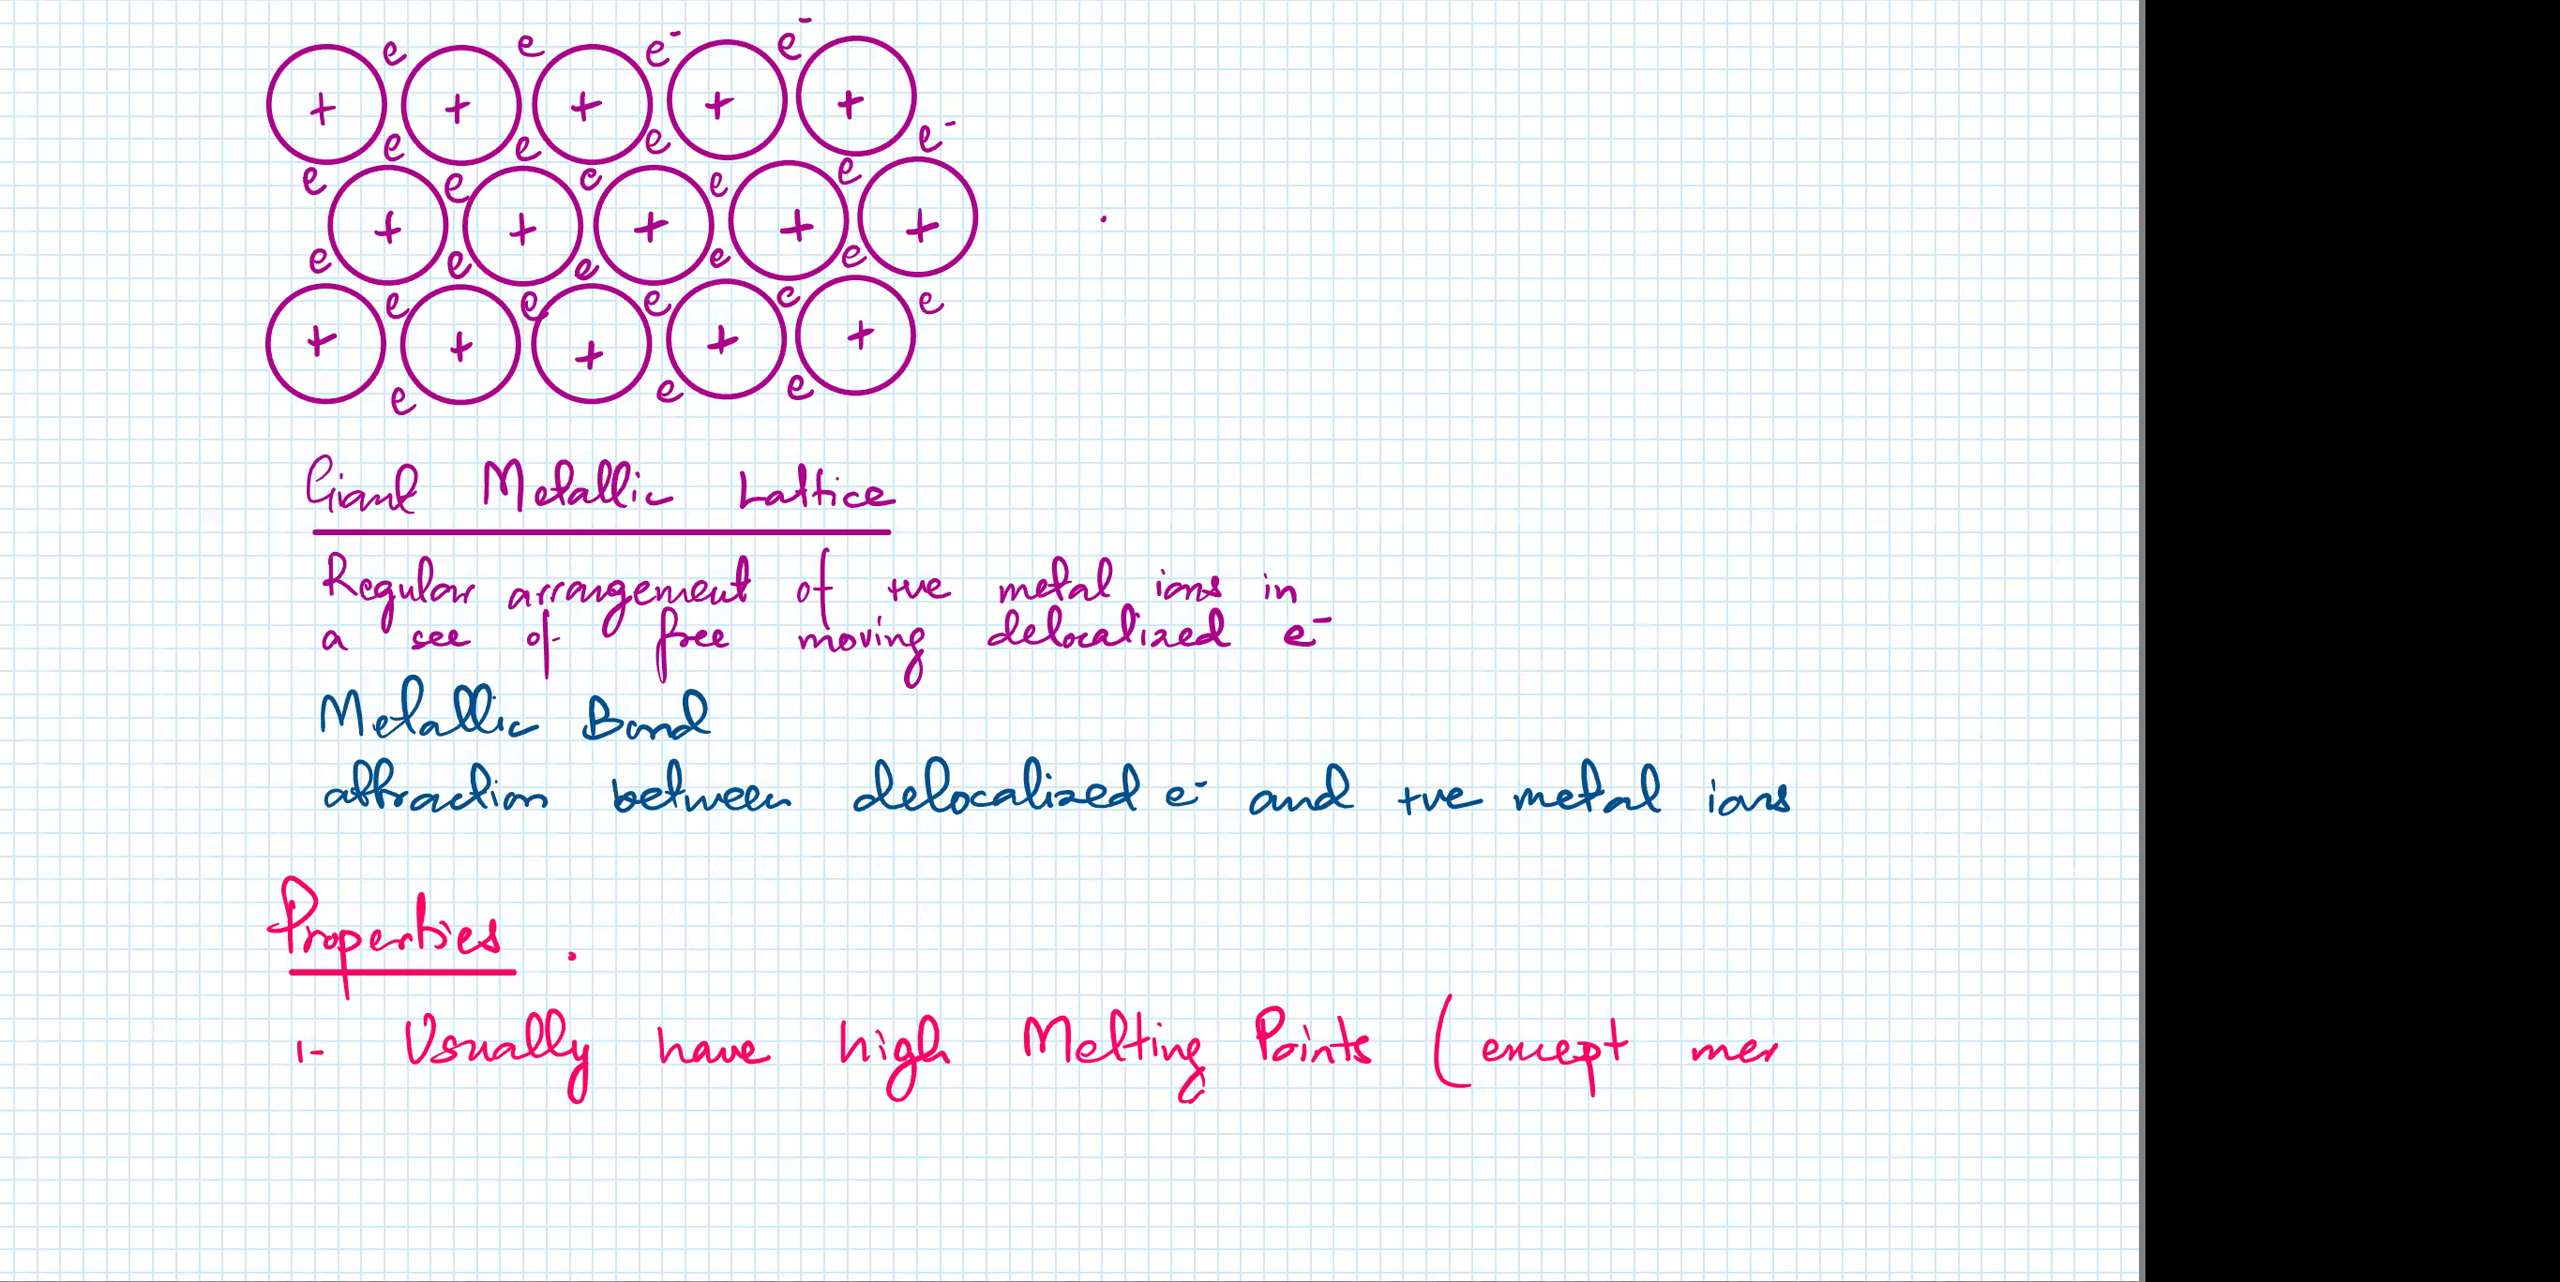 e e e⁻ e⁻
+ + + + +
e e e e⁻
e e e e e
+ + + + +
e e e e e
e e e e e
+ + + + +
e e e
Giant Metallic Lattice
Regular arrangement of +ve metal ions in
a see of free moving delocalized e⁻
Metallic Bond
attraction between delocalized e⁻ and +ve metal ions
Properties .
1- Usually have high Melting Points (except mer